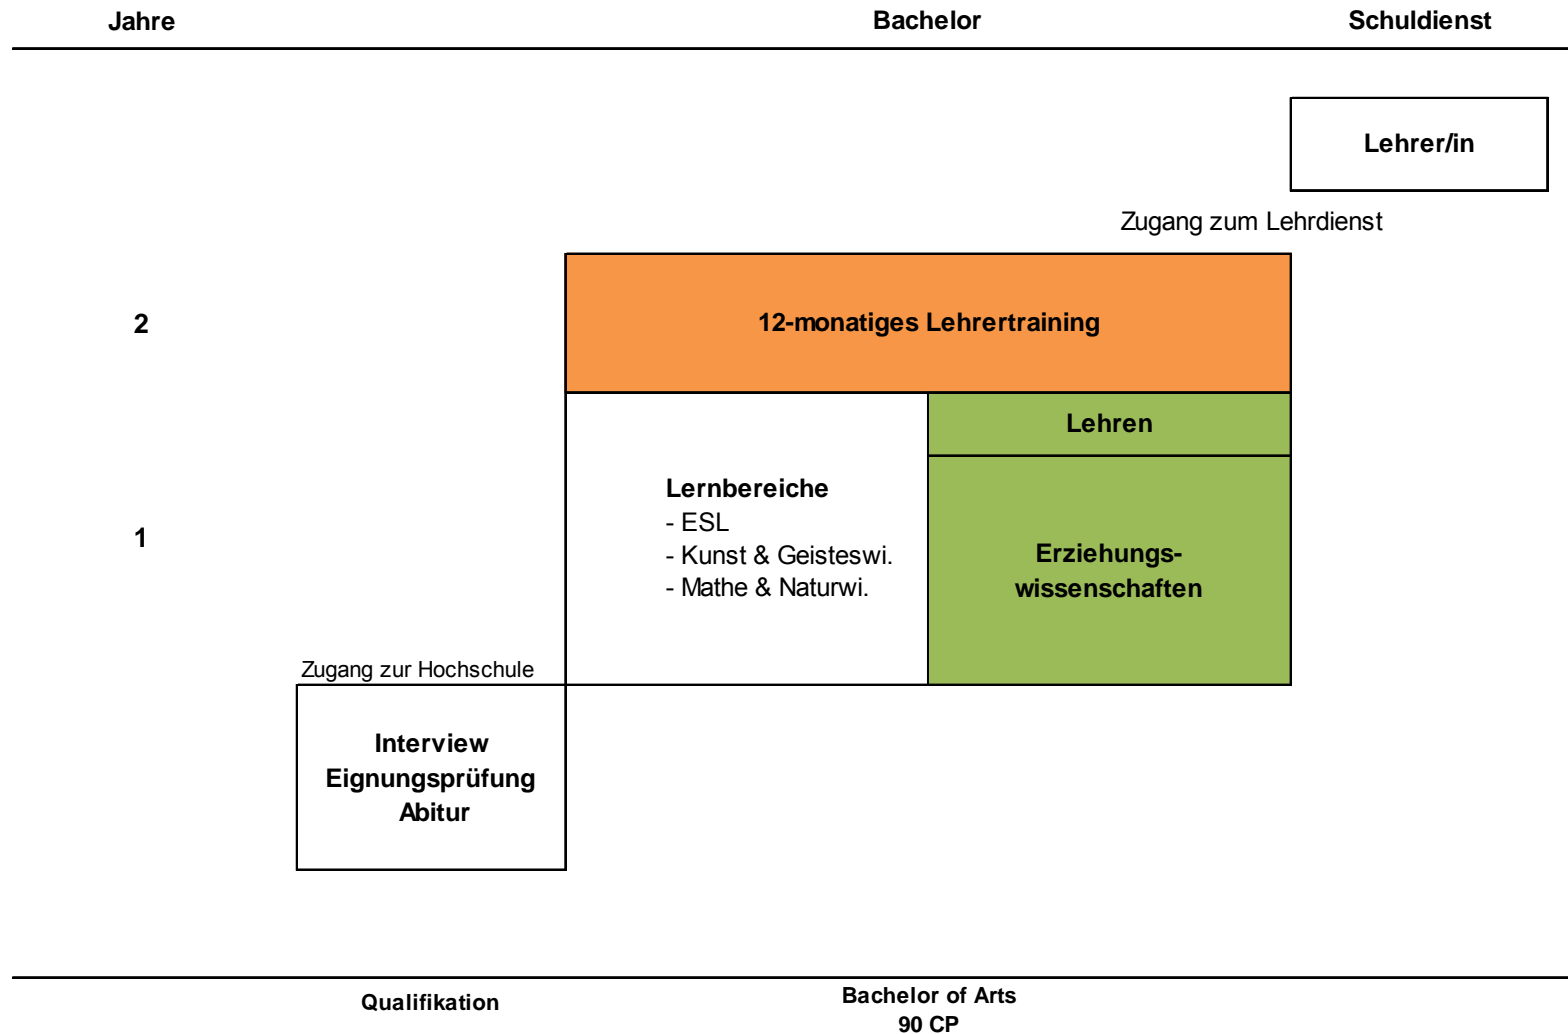 Jahre
Bachelor
Schuldienst
Lehrer/in
Zugang zum Lehrdienst
2
12-monatiges Lehrertraining
Lehren
1
Lernbereiche
- ESL
- Kunst & Geisteswi.
- Mathe & Naturwi.
Erziehungs-
wissenschaften
Zugang zur Hochschule
Interview
Eignungsprüfung
Abitur
Qualifikation
Bachelor of Arts
90 CP